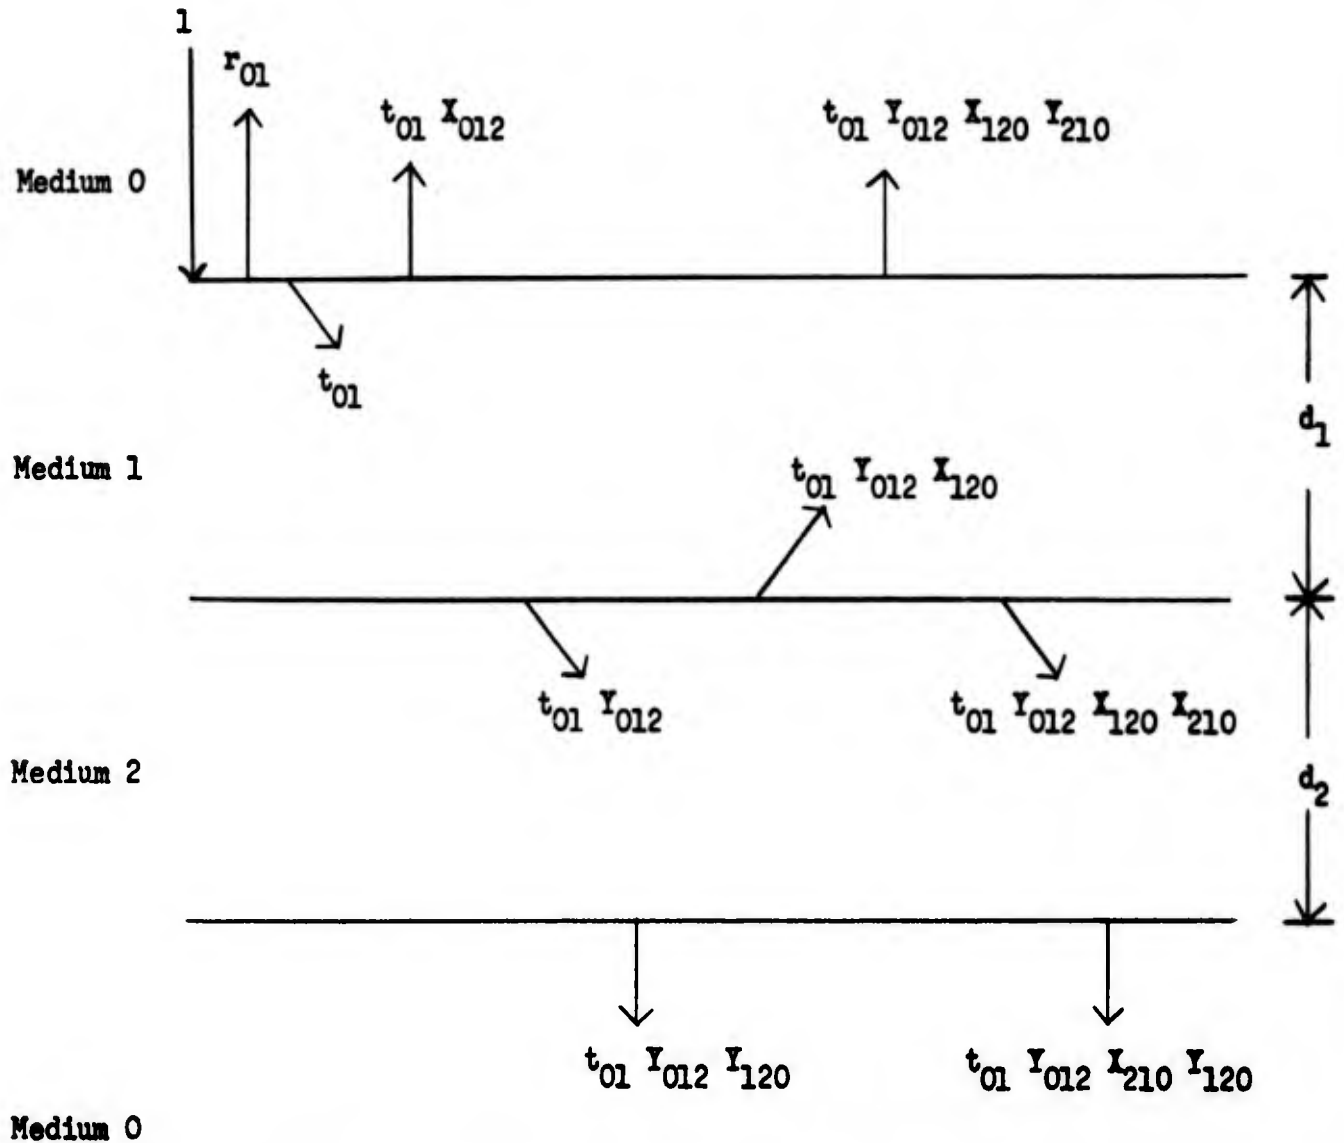 1
r01
t01 X012
t01 Y012 X120 Y210
Medium 0
t01
d1
Medium 1
t01 Y012 X120
t01 Y012
t01 Y012 X120 X210
Medium 2
d2
t01 Y012 Y120
t01 Y012 X210 Y120
Medium 0